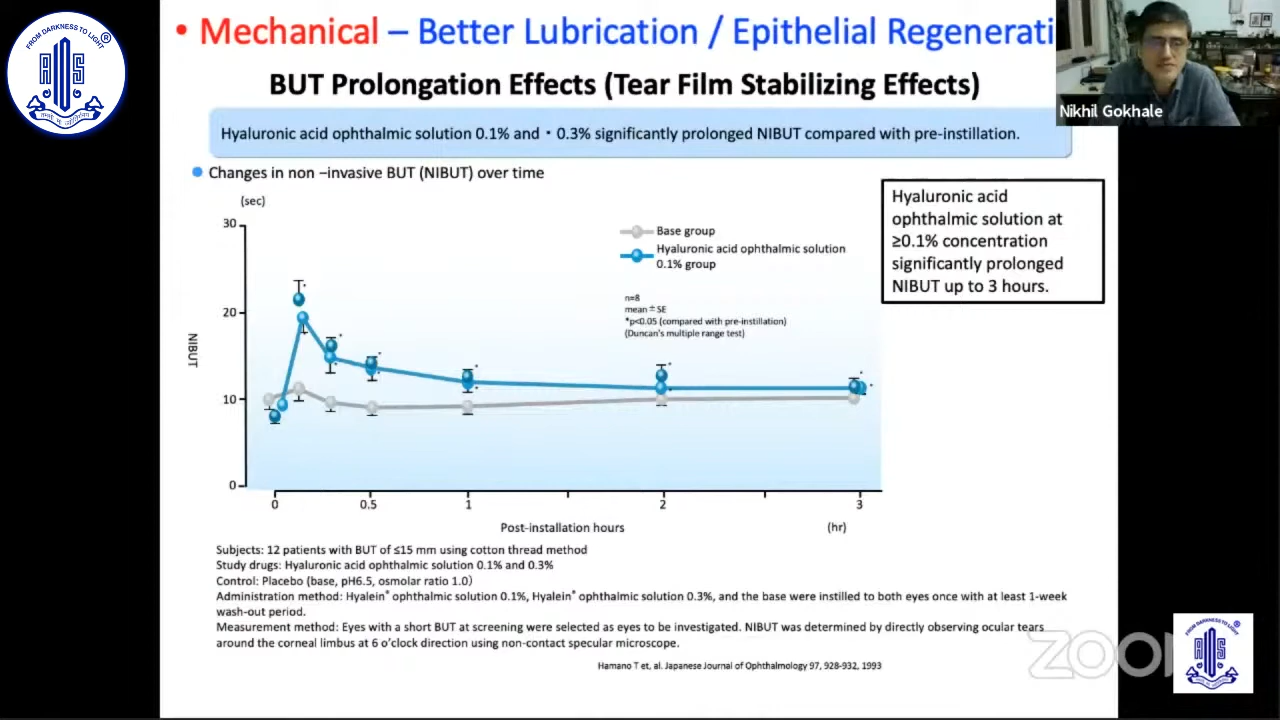 • Mechanical – Better Lubrication / Epithelial Regenerati
BUT Prolongation Effects (Tear Film Stabilizing Effects)
Nikhil Gokhale
FROM DARKNESS TO LIGHT
®
AIOS
Hyaluronic acid ophthalmic solution 0.1% and・0.3% significantly prolonged NIBUT compared with pre-instillation.
Changes in non –invasive BUT (NIBUT) over time
(sec)
30
20
10
0
NIBUT
Base group
Hyaluronic acid ophthalmic solution
0.1% group
n=8
mean ± SE
*p<0.05 (compared with pre-instillation)
(Duncan's multiple range test)
Hyaluronic acid
ophthalmic solution at
≥0.1% concentration
significantly prolonged
NIBUT up to 3 hours.
0 0.5 1 2 3
Post-installation hours (hr)
Subjects: 12 patients with BUT of ≤15 mm using cotton thread method
Study drugs: Hyaluronic acid ophthalmic solution 0.1% and 0.3%
Control: Placebo (base, pH6.5, osmolar ratio 1.0)
Administration method: Hyalein* ophthalmic solution 0.1%, Hyalein* ophthalmic solution 0.3%, and the base were instilled to both eyes once with at least 1-week
wash-out period.
Measurement method: Eyes with a short BUT at screening were selected as eyes to be investigated. NIBUT was determined by directly observing ocular tears
around the corneal limbus at 6 o'clock direction using non-contact specular microscope.
Hamano T et, al. Japanese Journal of Ophthalmology 97, 928-932, 1993
zoom
FROM DARKNESS TO LIGHT
®
AIOS